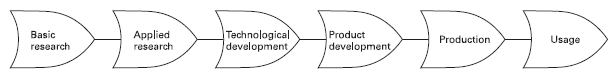 Basic
research
Applied
research
Technological
development
Product
development
Production
Usage